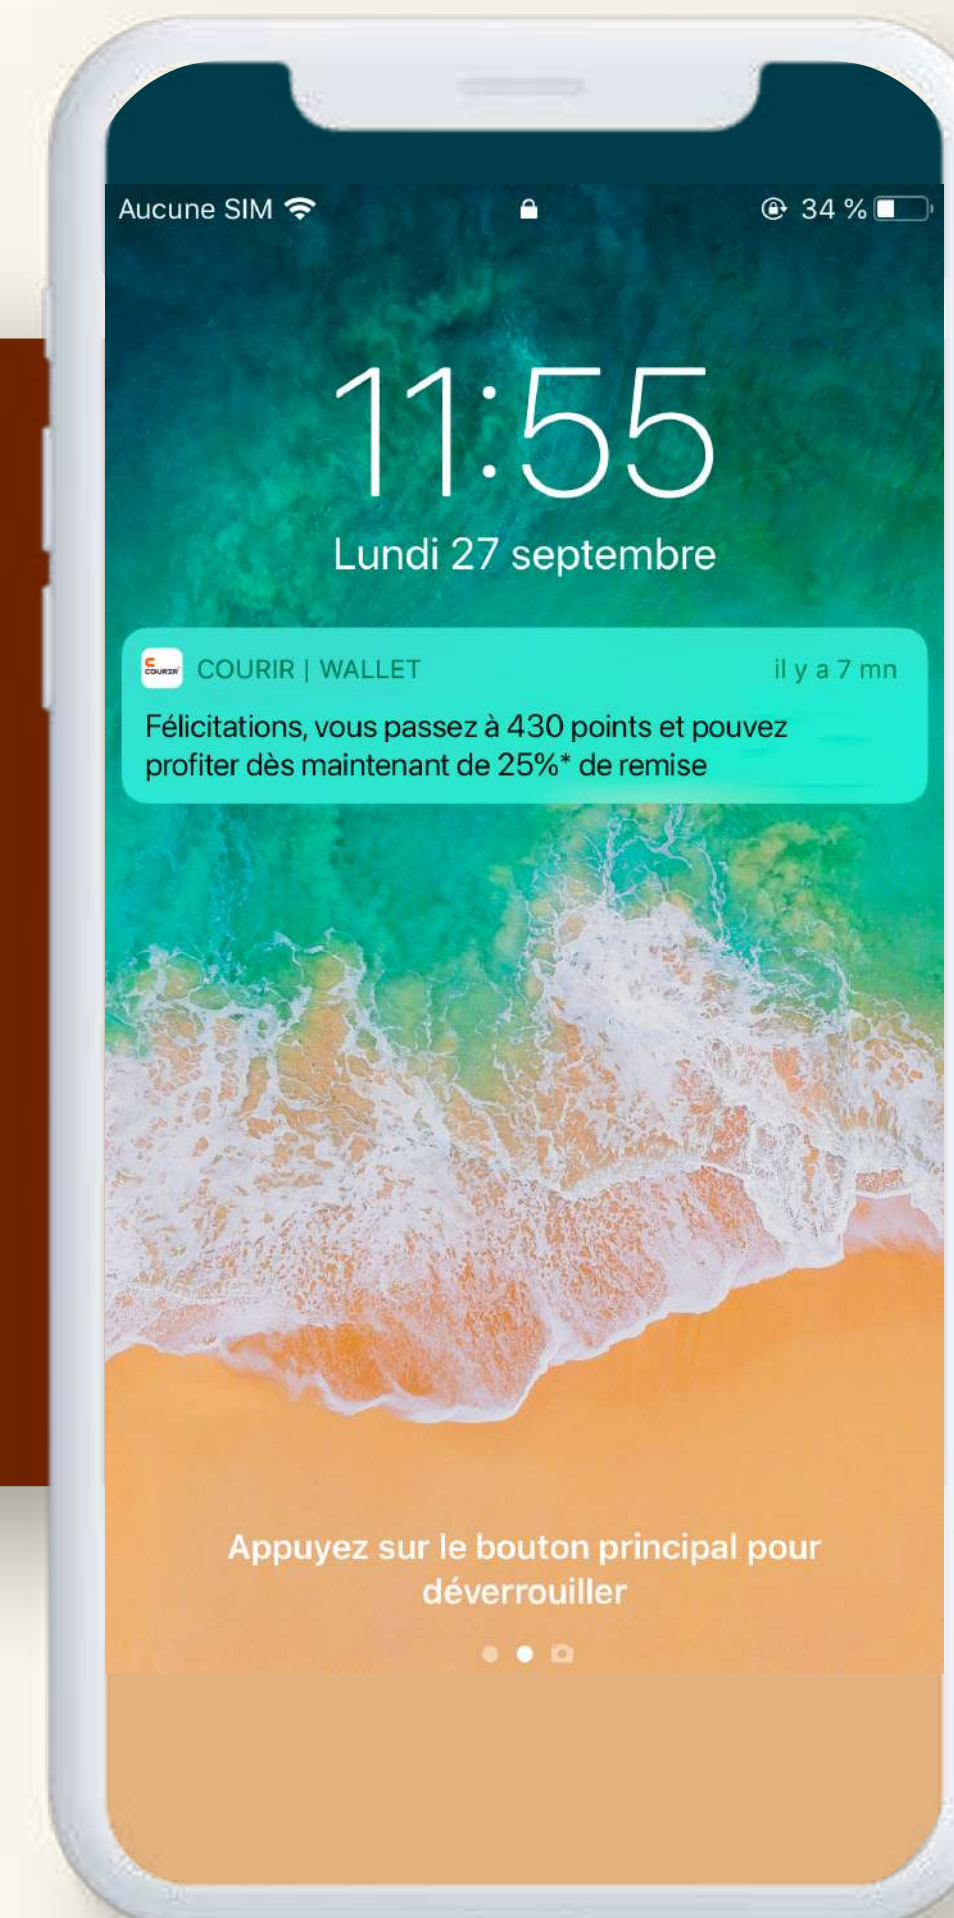 Aucune SIM
34 %
11:55
Lundi 27 septembre
COURIR
COURIR | WALLET
il y a 7 mn
Félicitations, vous passez à 430 points et pouvez
profiter dès maintenant de 25%* de remise
Appuyez sur le bouton principal pour
déverrouiller